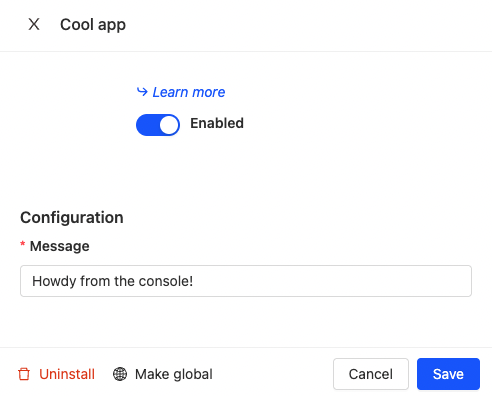 Cool app
Learn more
Enabled
Configuration
* Message
Howdy from the console!
Uninstall Make global Cancel Save